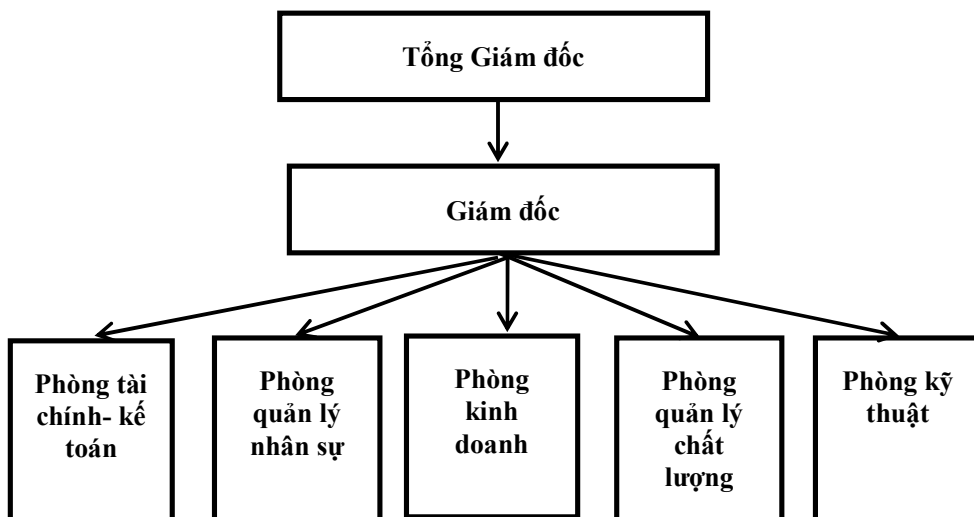 Tổng Giám đốc
Giám đốc
Phòng tài
chính- kế
toán
Phòng
quản lý
nhân sự
Phòng
kinh
doanh
Phòng
quản lý
chất
lượng
Phòng kỹ
thuật